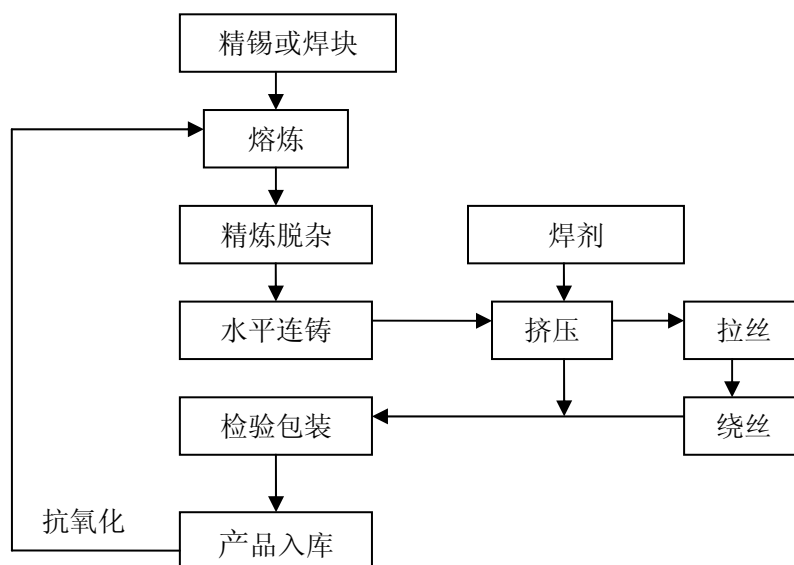 精锡或焊块
熔炼
精炼脱杂
焊剂
水平连铸
挤压
拉丝
检验包装
绕丝
抗氧化
产品入库